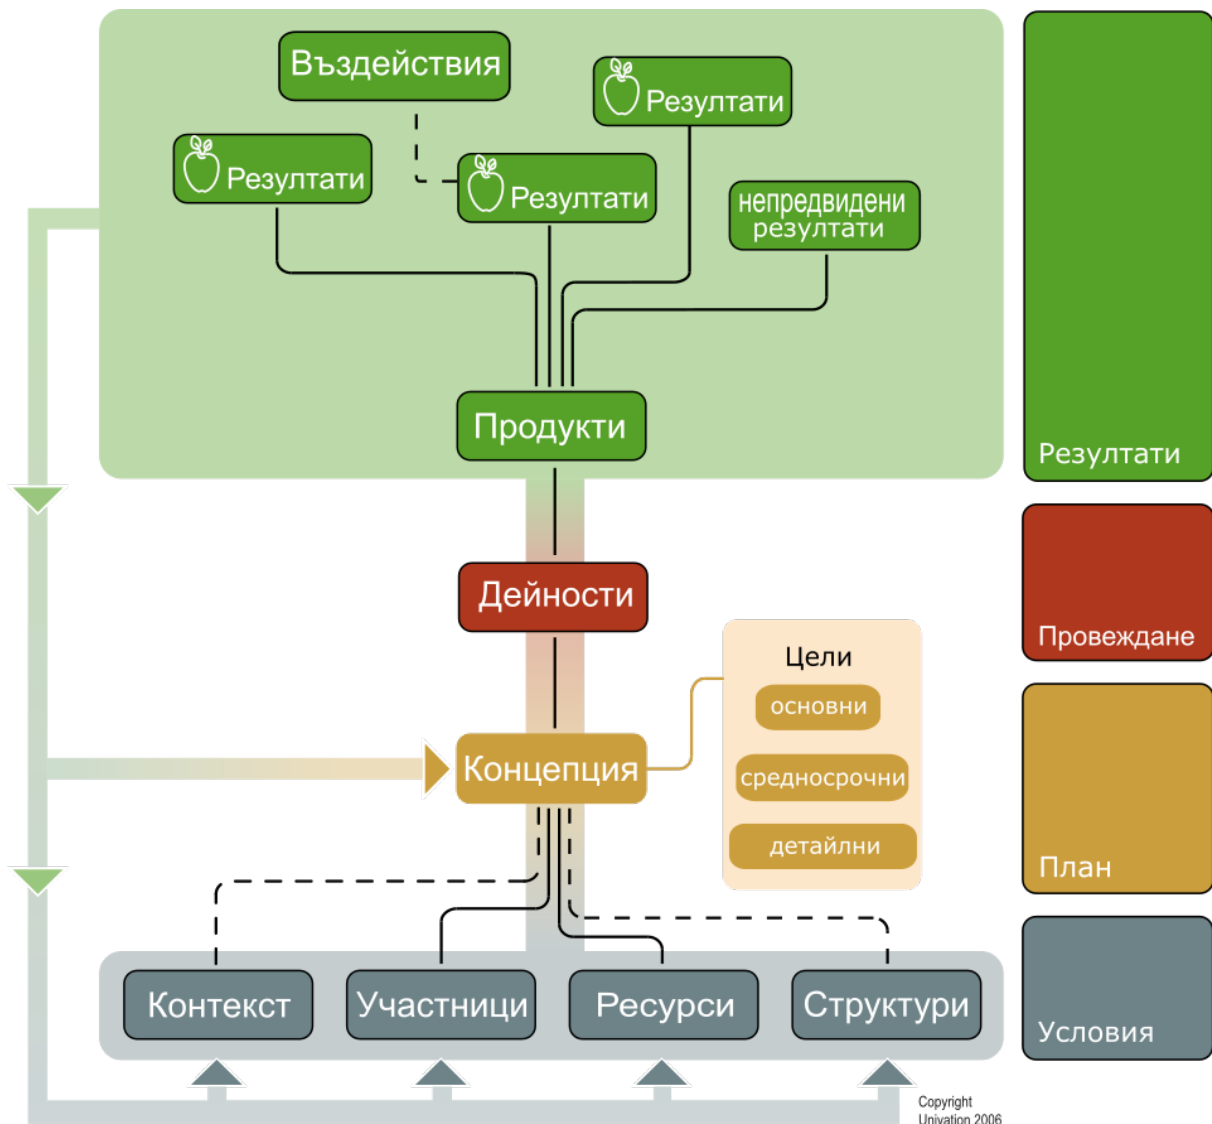 Въздействия
Резултати
Резултати
Резултати
непредвидени
резултати
Продукти
Резултати
Дейности
Провеждане
Цели
основни
средносрочни
детайлни
Концепция
План
Контекст
Участници
Ресурси
Структури
Условия
Copyright
Univation 2006